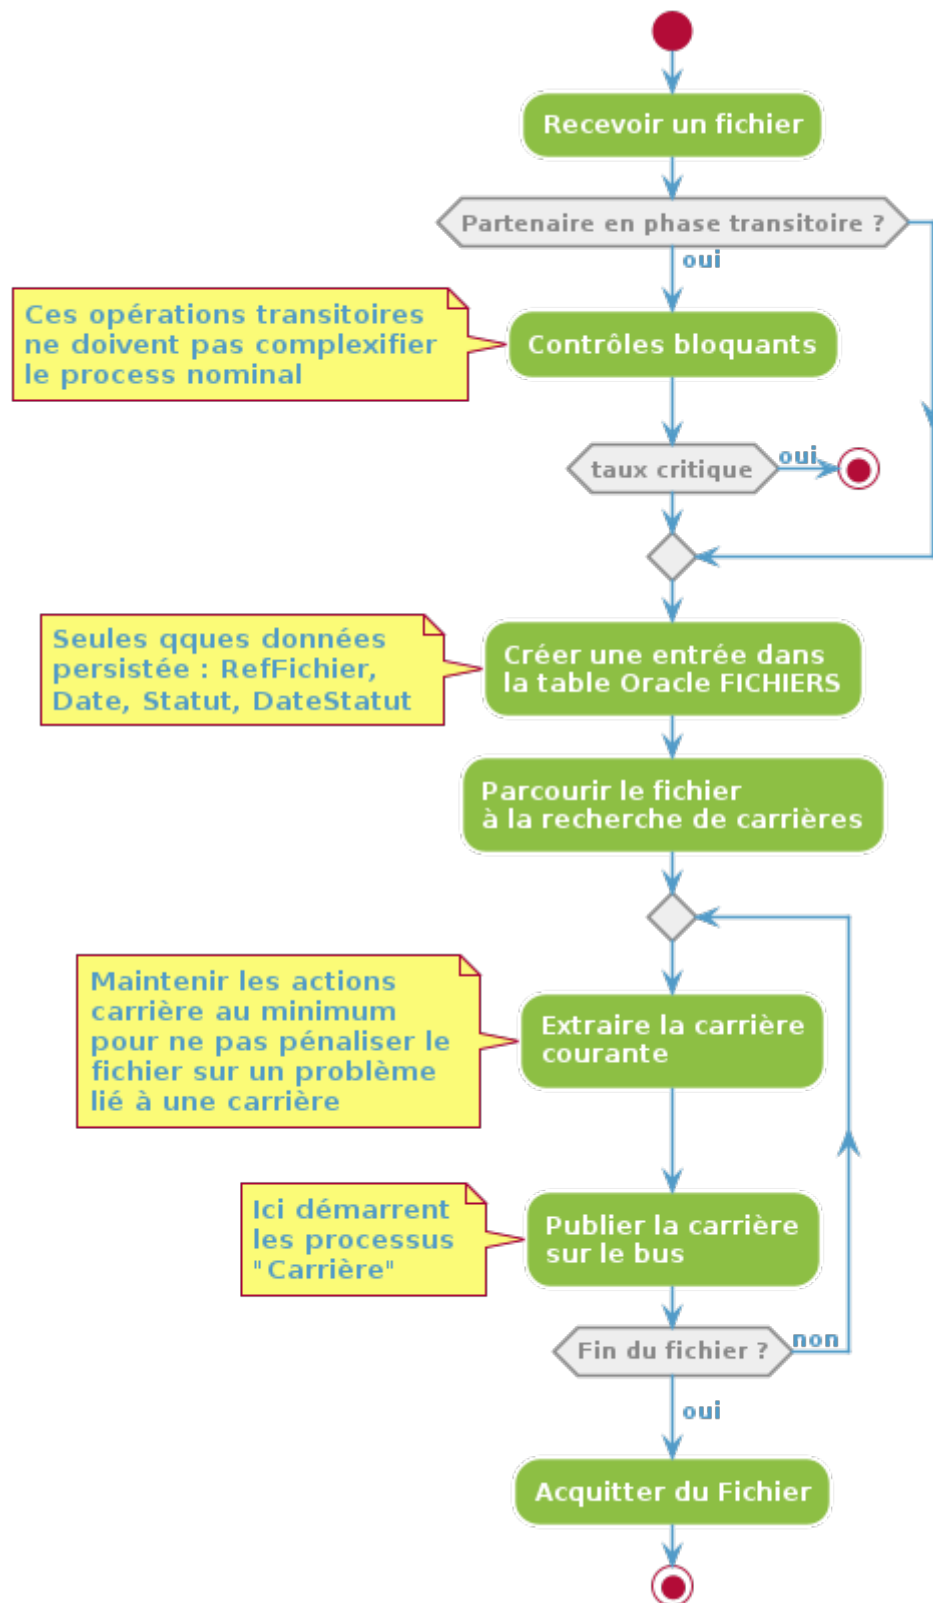 Recevoir un fichier
Partenaire en phase transitoire ?
oui
Ces opérations transitoires
ne doivent pas complexifier
le process nominal
Contrôles bloquants
taux critique
oui
Seules qques données
persistée : RefFichier,
Date, Statut, DateStatut
Créer une entrée dans
la table Oracle FICHIERS
Parcourir le fichier
à la recherche de carrières
Maintenir les actions
carrière au minimum
pour ne pas pénaliser le
fichier sur un problème
lié à une carrière
Extraire la carrière
courante
Ici démarrent
les processus
"Carrière"
Publier la carrière
sur le bus
Fin du fichier ?
non
oui
Acquitter du Fichier